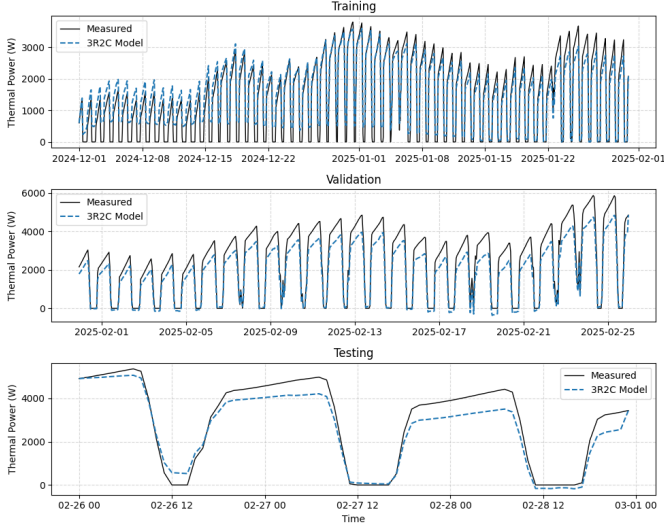 Training
Thermal Power (W)
3000
2000
1000
0
Measured
3R2C Model
2024-12-01
2024-12-08
2024-12-15
2024-12-22
2025-01-01
2025-01-08
2025-01-15
2025-01-22
2025-02-01
Validation
Thermal Power (W)
6000
4000
2000
0
Measured
3R2C Model
2025-02-01
2025-02-05
2025-02-09
2025-02-13
2025-02-17
2025-02-21
2025-02-25
Testing
Thermal Power (W)
4000
2000
0
Measured
3R2C Model
02-26 00
02-26 12
02-27 00
02-27 12
02-28 00
02-28 12
03-01 00
Time